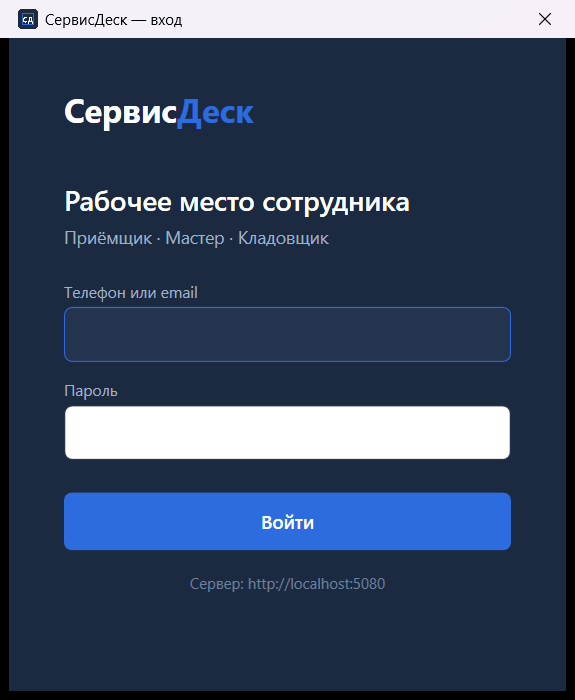 СД СервисДеск — вход
СервисДеск
Рабочее место сотрудника
Приёмщик · Мастер · Кладовщик
Телефон или email
Пароль
Войти
Сервер: http://localhost:5080